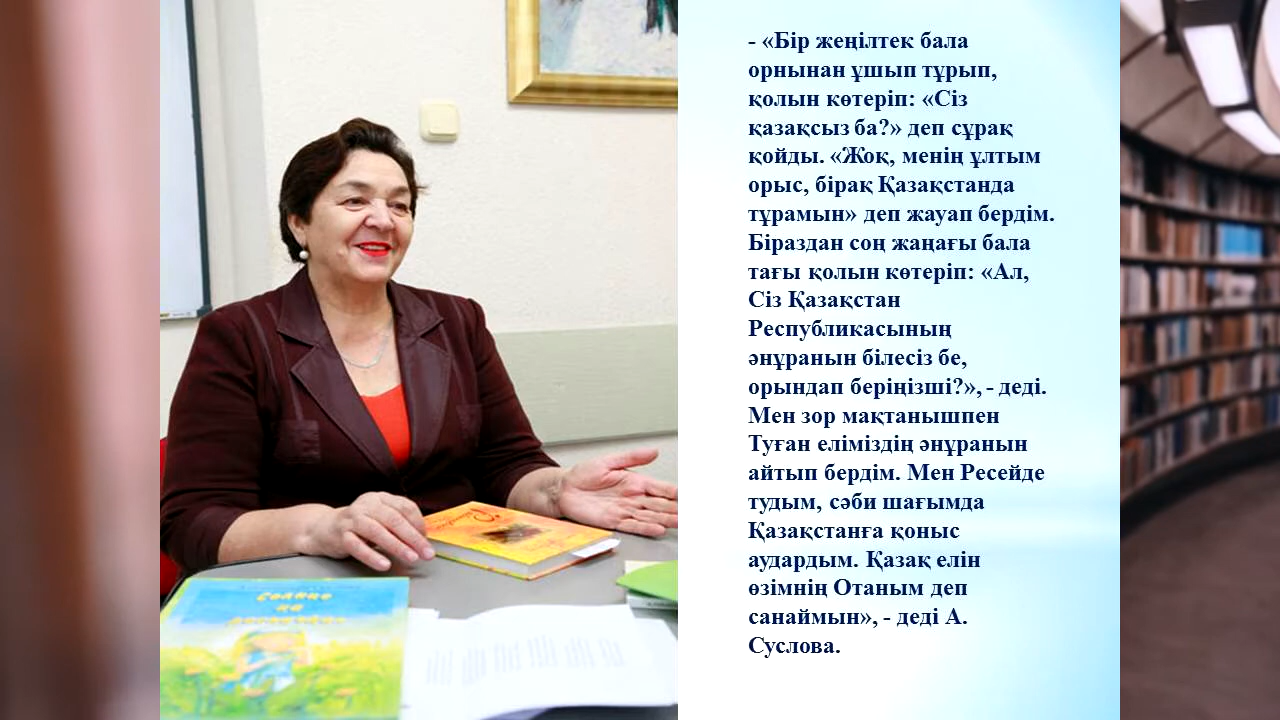 - «Бір жеңілтек бала
орнынан ұшып тұрып,
қолын көтеріп: «Сіз
қазақсыз ба?» деп сұрақ
қойды. «Жоқ, менің ұлтым
орыс, бірақ Қазақстанда
тұрамын» деп жауап бердім.
Біраздан соң жаңағы бала
тағы қолын көтеріп: «Ал,
Сіз Қазақстан
Республикасының
әнұранын білесіз бе,
орындап беріңізші?», - деді.
Мен зор мақтанышпен
Туған еліміздің әнұранын
айтып бердім. Мен Ресейде
тудым, сәби шағымда
Қазақстанға қоныс
аудардым. Қазақ елін
өзімнің Отаным деп
санаймын», - деді А.
Суслова.
Солнце
на